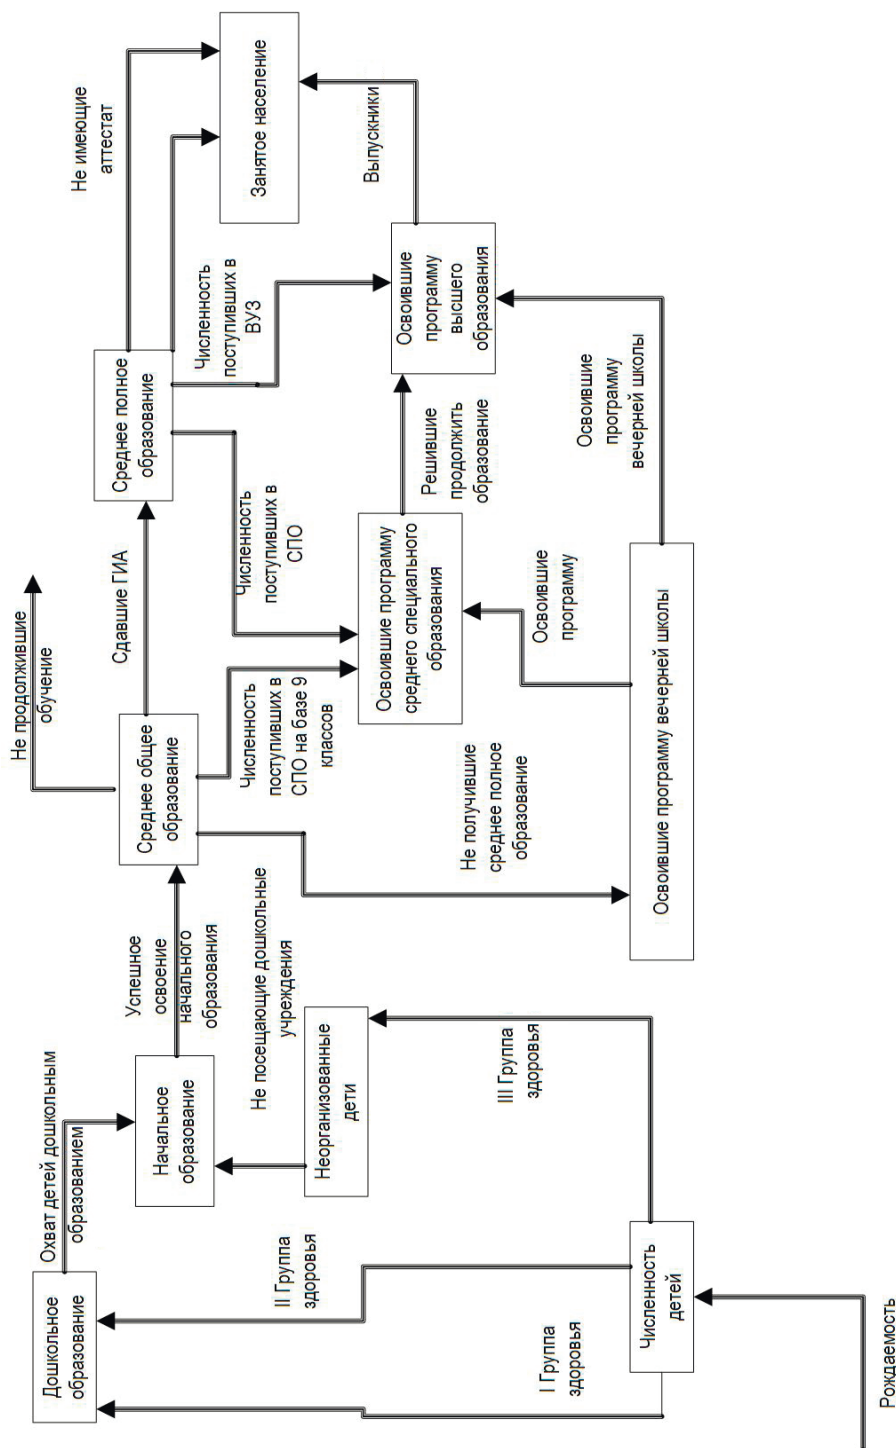 Рождаемость
Численность
детей
I Группа
здоровья
II Группа
здоровья
III Группа
здоровья
Дошкольное
образование
Охват детей дошкольным
образованием
Неорганизованные
дети
Не посещающие дошкольные
учреждения
Начальное
образование
Успешное
освоение
начального
образования
Среднее общее
образование
Не продолжившие
обучение
Сдавшие ГИА
Численность
поступивших в
СПО на базе 9
классов
Не получившие
среднее полное
образование
Освоившие программу вечерней школы
Среднее полное
образование
Численность
поступивших в
СПО
Освоившие программу
среднего специального
образования
Освоившие
программу
Численность
поступивших в
ВУЗ
Решившие
продолжить
образование
Освоившие
программу
вечерней школы
Освоившие
программу
высшего
образования
Не имеющие
аттестат
Выпускники
Занятое население